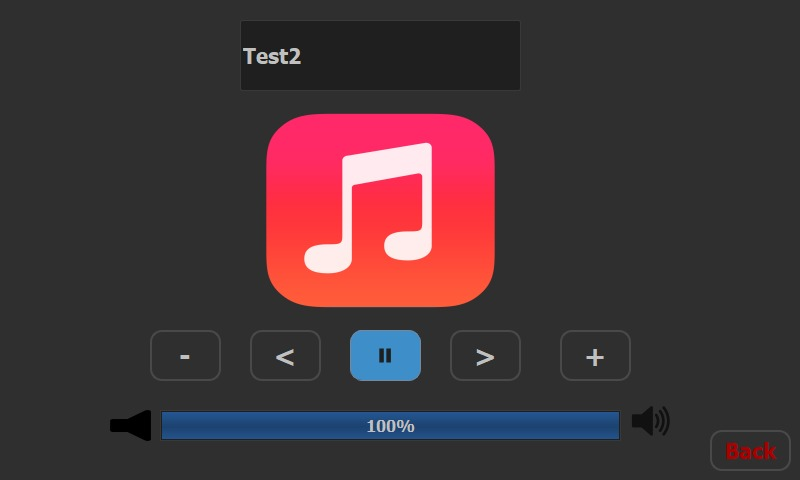 Test2
- < > +
100%
Back